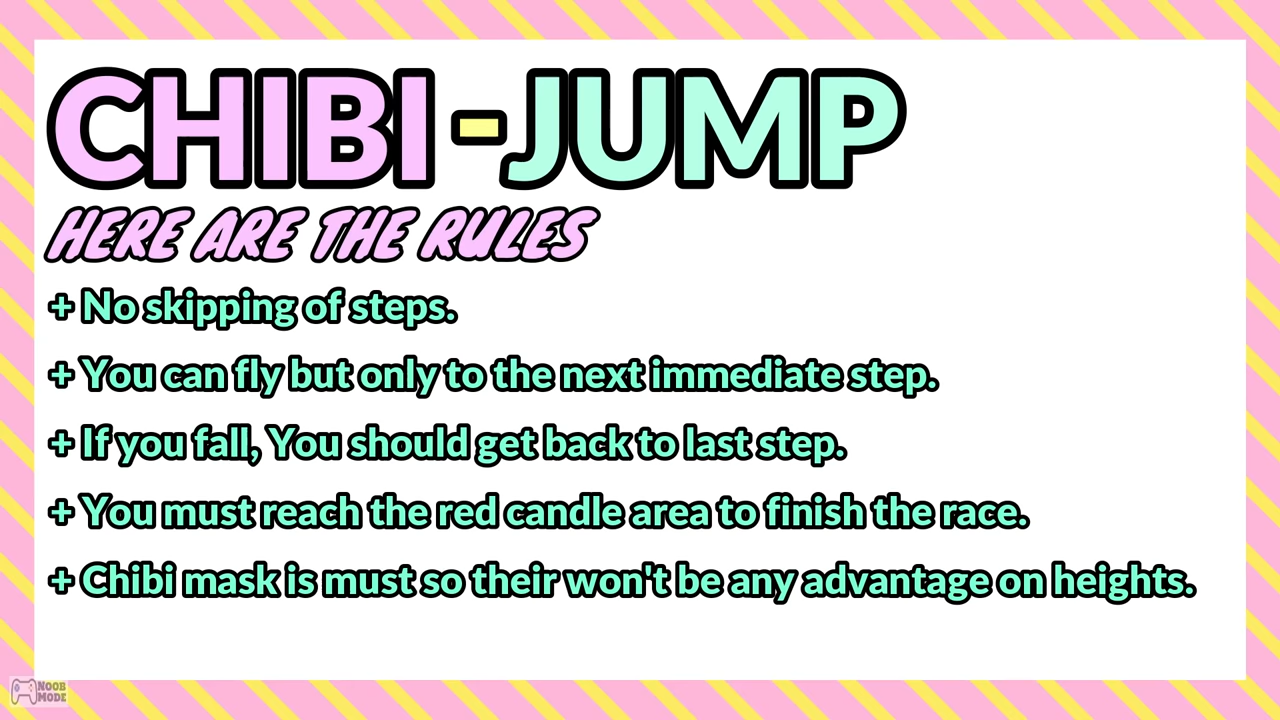 CHIBI-JUMP
HERE ARE THE RULES
+ No skipping of steps.
+ You can fly but only to the next immediate step.
+ If you fall, You should get back to last step.
+ You must reach the red candle area to finish the race.
+ Chibi mask is must so their won't be any advantage on heights.
NOOB
MODE